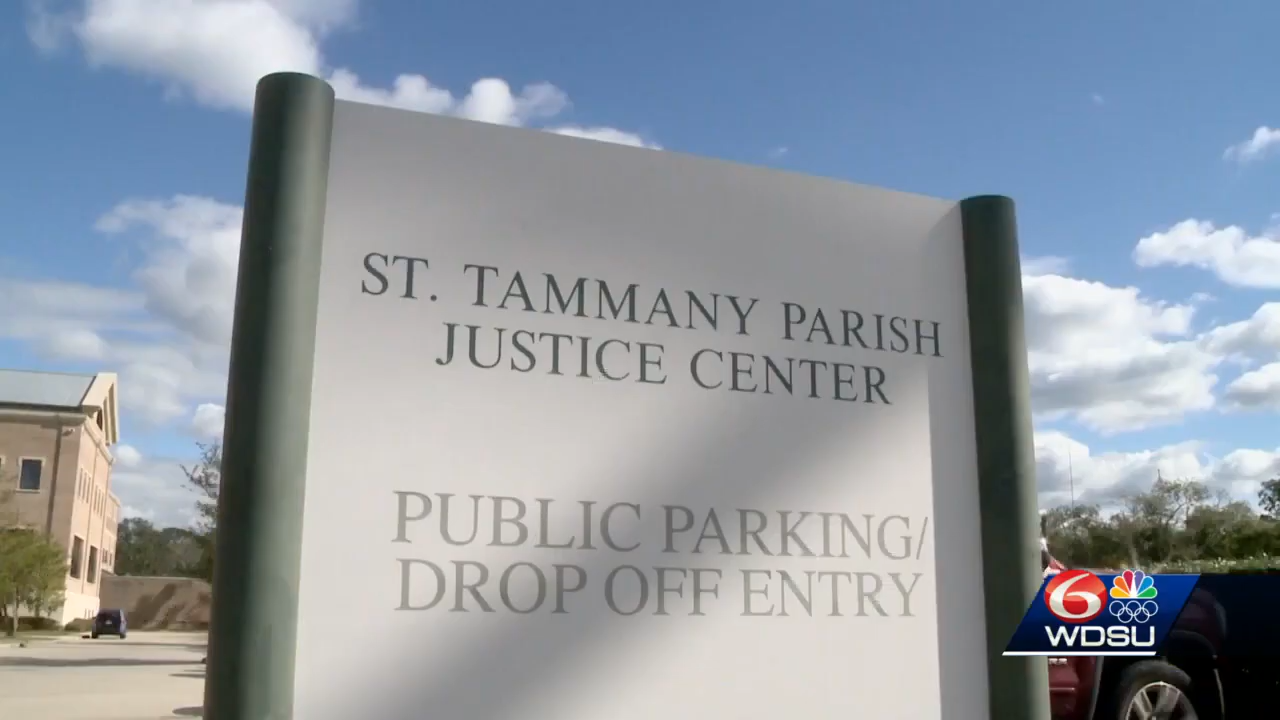 ST. TAMMANY PARISH
JUSTICE CENTER
PUBLIC PARKING/
DROP OFF ENTRY
6
WDSU